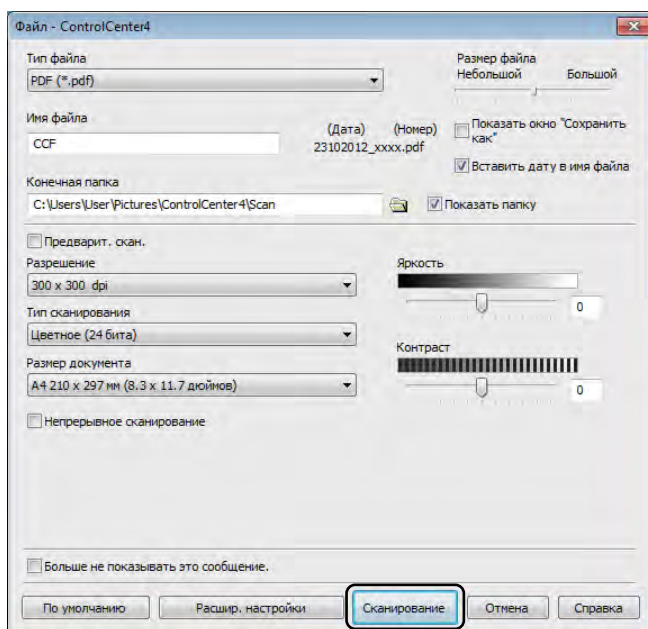 Файл - ControlCenter4
Тип файла
PDF (*.pdf)
Размер файла
Небольшой Большой
Имя файла
CCF
(Дата) (Номер)
23102012_xxxx.pdf
Показать окно "Сохранить
как"
Вставить дату в имя файла
Конечная папка
C:\Users\User\Pictures\ControlCenter4\Scan
Показать папку
Предварит. скан.
Разрешение
300 x 300 dpi
Тип сканирования
Цветное (24 бита)
Размер документа
A4 210 x 297 мм (8.3 x 11.7 дюймов)
Непрерывное сканирование
Яркость
0
Контраст
0
Больше не показывать это сообщение.
По умолчанию Расшир. настройки Сканирование Отмена Справка